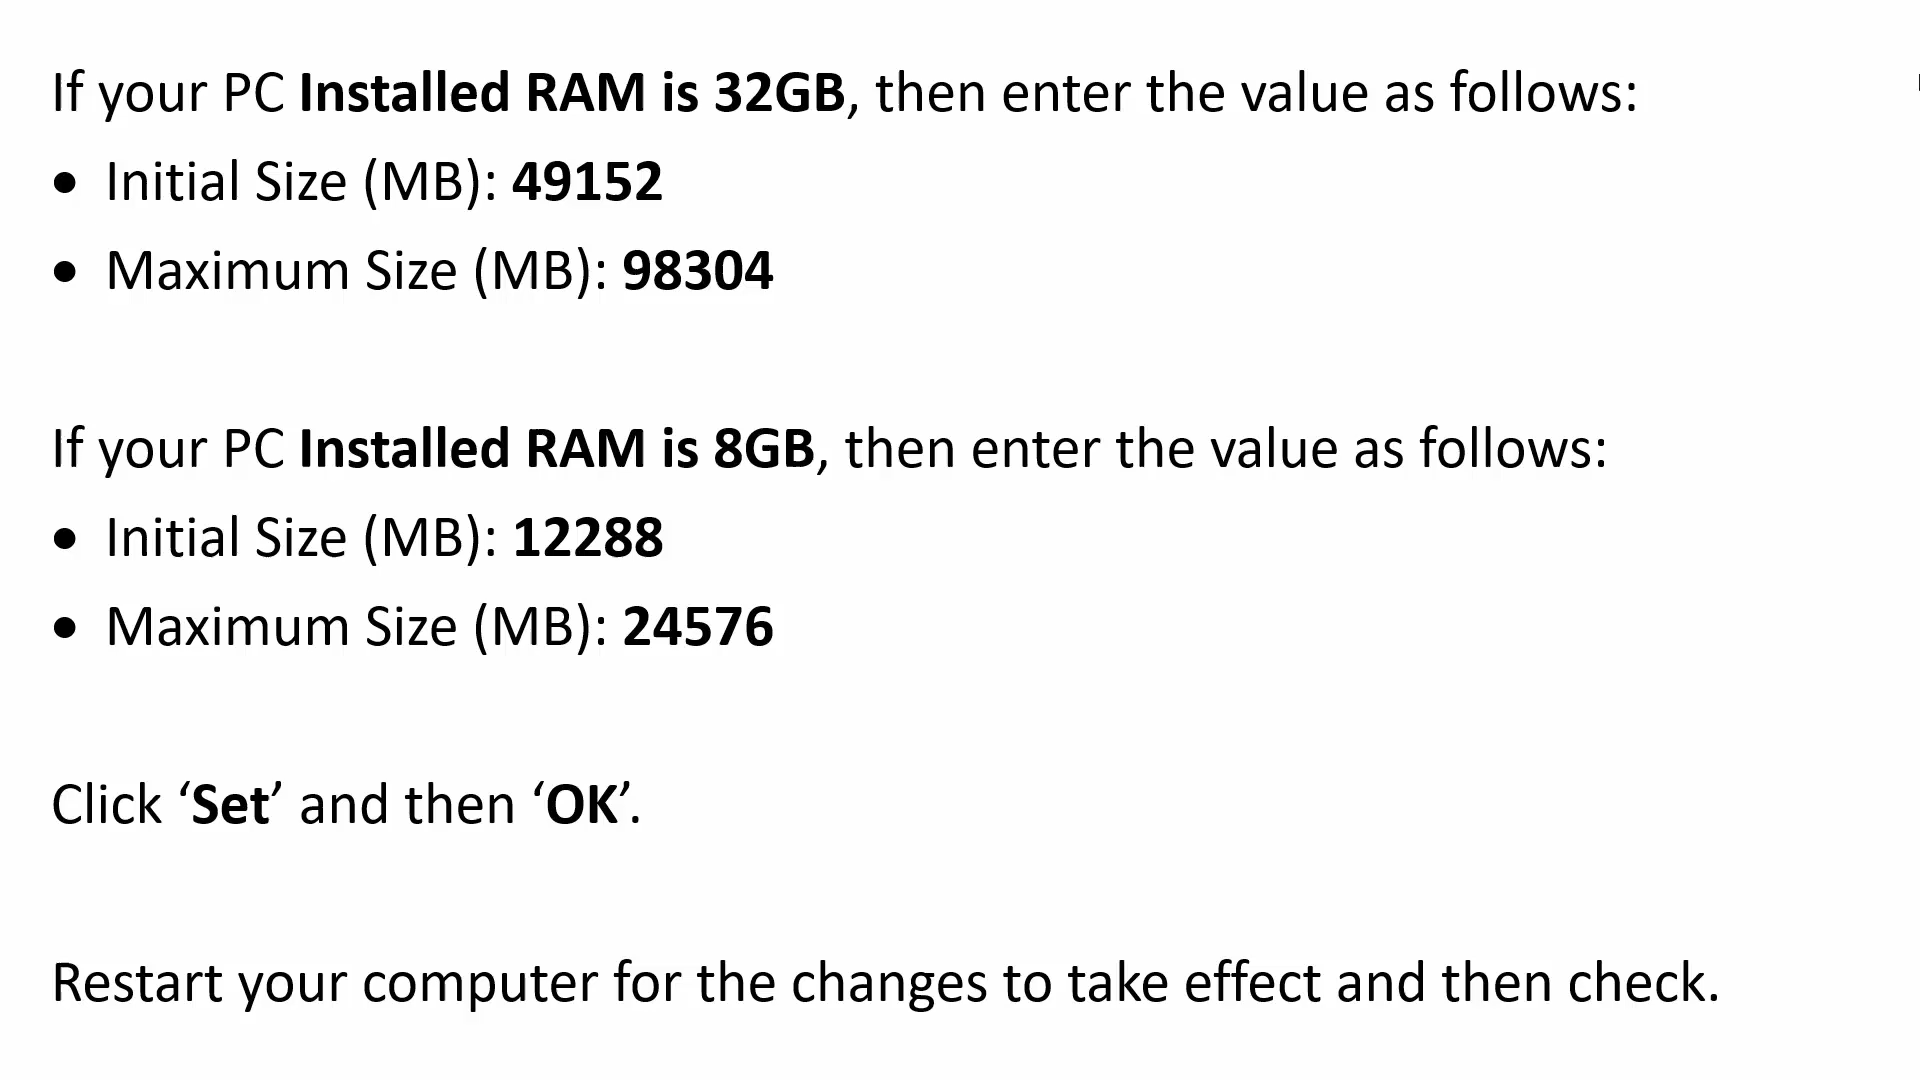 If your PC Installed RAM is 32GB, then enter the value as follows:
• Initial Size (MB): 49152
• Maximum Size (MB): 98304
If your PC Installed RAM is 8GB, then enter the value as follows:
• Initial Size (MB): 12288
• Maximum Size (MB): 24576
Click ‘Set’ and then ‘OK’.
Restart your computer for the changes to take effect and then check.